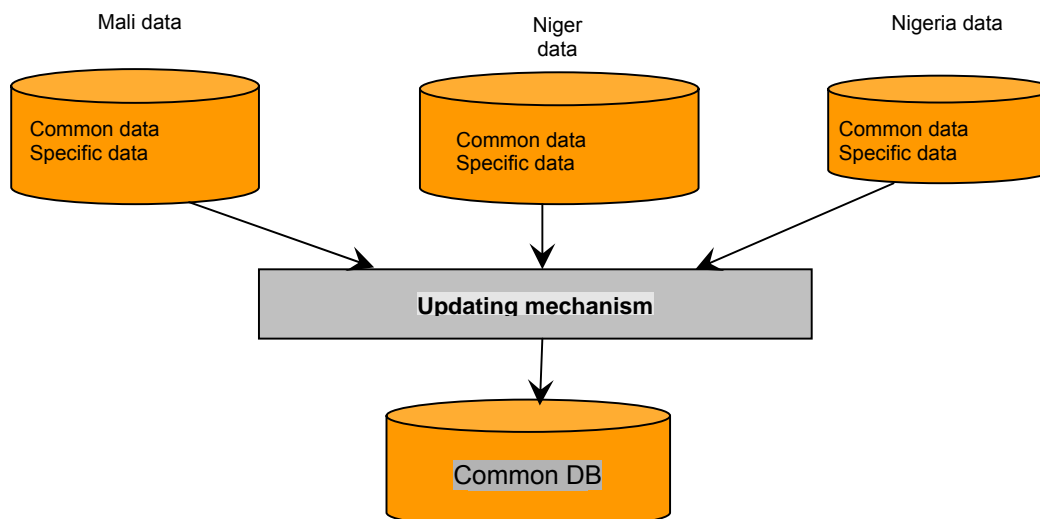 Mali data
Niger
data
Nigeria data
Common data
Specific data
Common data
Specific data
Common data
Specific data
Updating mechanism
Common DB